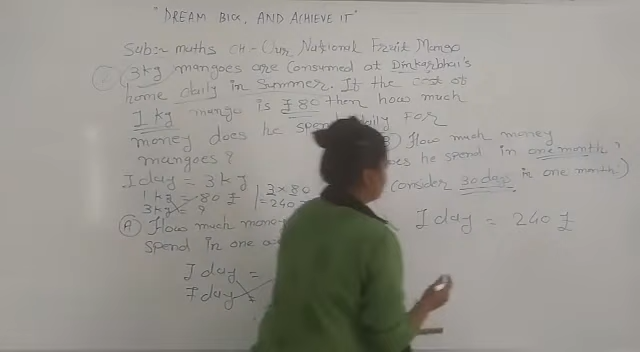 "DREAM BIG, AND ACHIEVE IT"
Sub:- maths CH- Our National Fruit Mango
3kg mangoes are consumed at Dinkarbhai's
home daily in Summer. If the cost of
1 kg mango is ₹ 80 then how much
money does he spend daily For
mangoes?
1 day = 3 kg
1 kg = 80 ₹
3 kg = ?
3 × 80
= 240
(A) How much money
spend in one
1 day =
7 day =
How much money
does he spend in one month?
(consider 30 days in one month)
1 day = 240 ₹